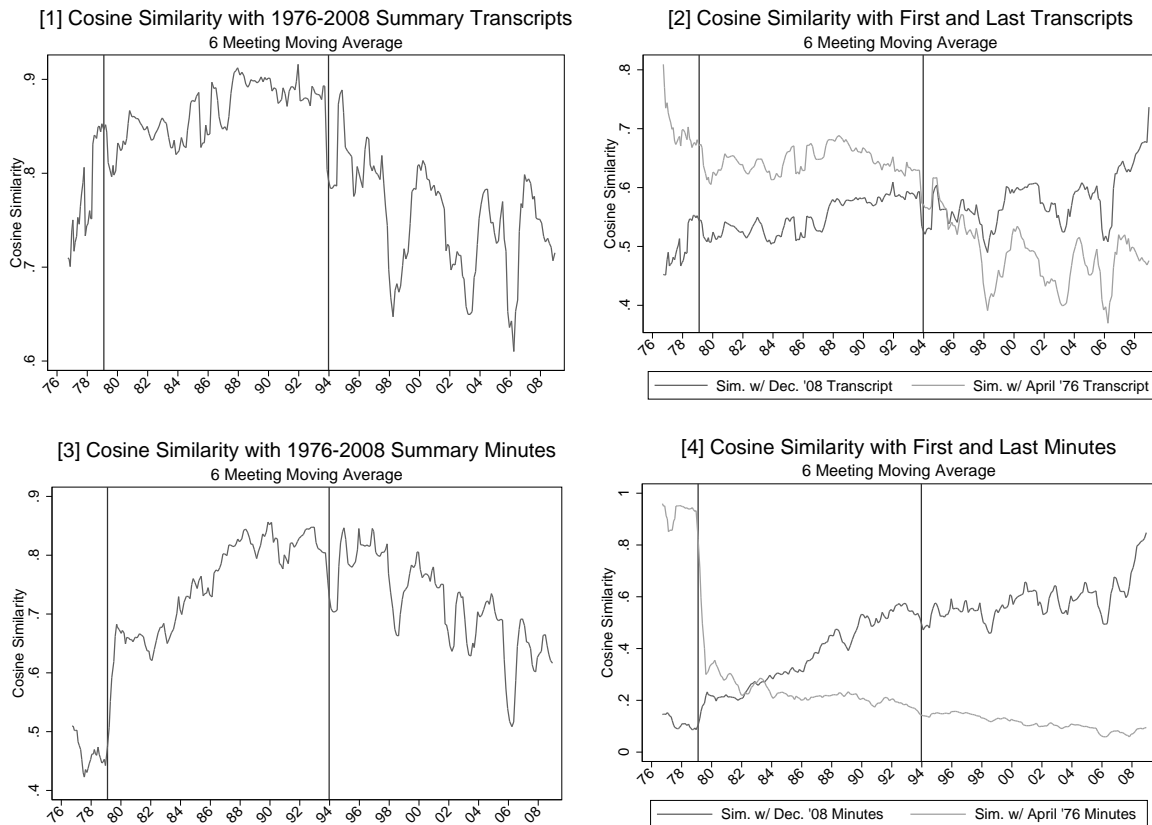 [1] Cosine Similarity with 1976-2008 Summary Transcripts
6 Meeting Moving Average
Cosine Similarity
.9
.8
.7
.6
76 78 80 82 84 86 88 90 92 94 96 98 00 02 04 06 08
[2] Cosine Similarity with First and Last Transcripts
6 Meeting Moving Average
Cosine Similarity
.8
.7
.6
.5
.4
76 78 80 82 84 86 88 90 92 94 96 98 00 02 04 06 08
Sim. w/ Dec. '08 Transcript Sim. w/ April '76 Transcript
[3] Cosine Similarity with 1976-2008 Summary Minutes
6 Meeting Moving Average
Cosine Similarity
.9
.8
.7
.6
.5
.4
76 78 80 82 84 86 88 90 92 94 96 98 00 02 04 06 08
[4] Cosine Similarity with First and Last Minutes
6 Meeting Moving Average
Cosine Similarity
1
.8
.6
.4
.2
0
76 78 80 82 84 86 88 90 92 94 96 98 00 02 04 06 08
Sim. w/ Dec. '08 Minutes Sim. w/ April '76 Minutes